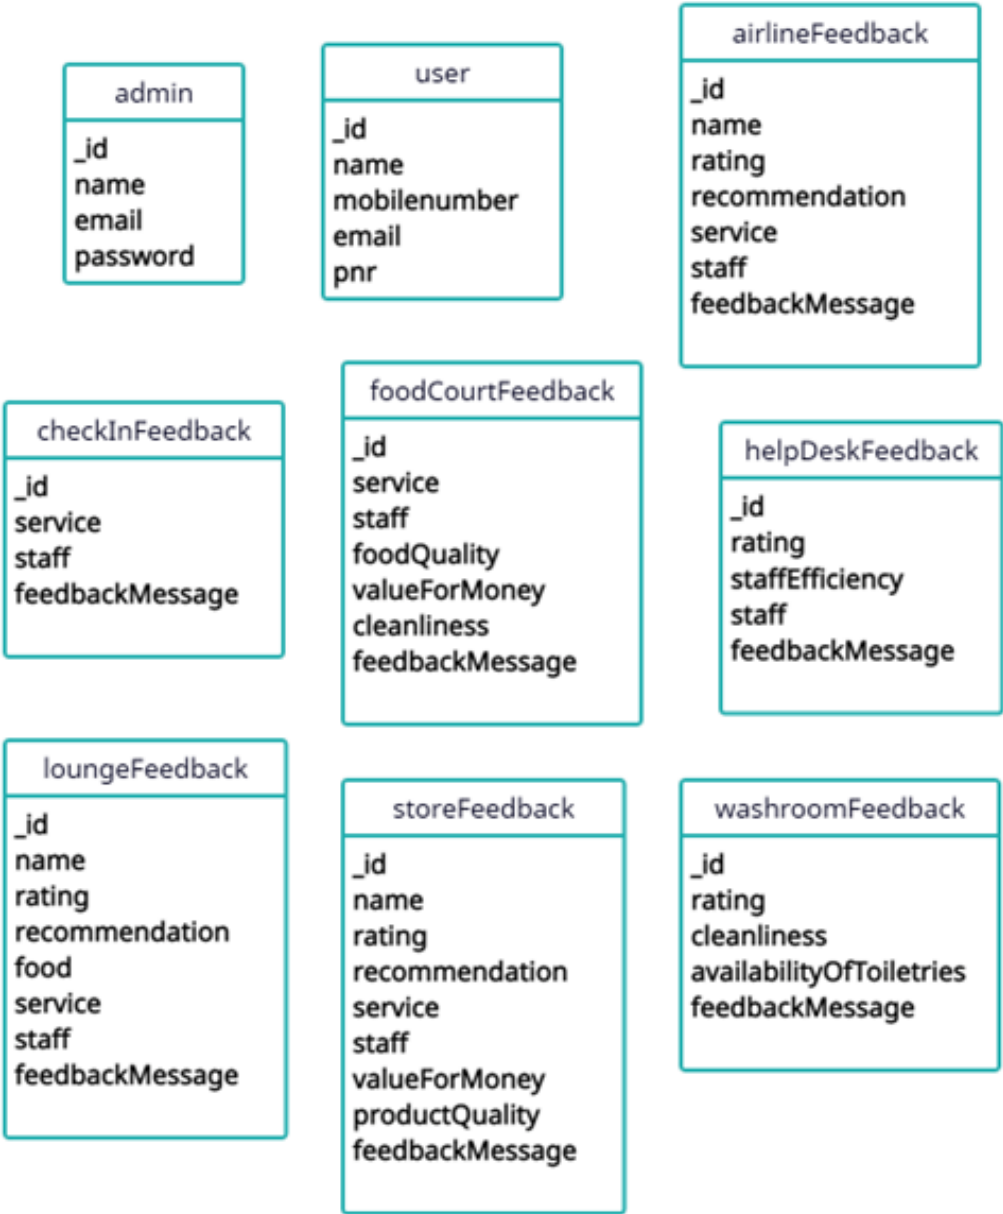 admin
_id
name
email
password
user
_id
name
mobilenumber
email
pnr
airlineFeedback
_id
name
rating
recommendation
service
staff
feedbackMessage
checkInFeedback
_id
service
staff
feedbackMessage
foodCourtFeedback
_id
service
staff
foodQuality
valueForMoney
cleanliness
feedbackMessage
helpDeskFeedback
_id
rating
staffEfficiency
staff
feedbackMessage
loungeFeedback
_id
name
rating
recommendation
food
service
staff
feedbackMessage
storeFeedback
_id
name
rating
recommendation
service
staff
valueForMoney
productQuality
feedbackMessage
washroomFeedback
_id
rating
cleanliness
availabilityOfToiletries
feedbackMessage